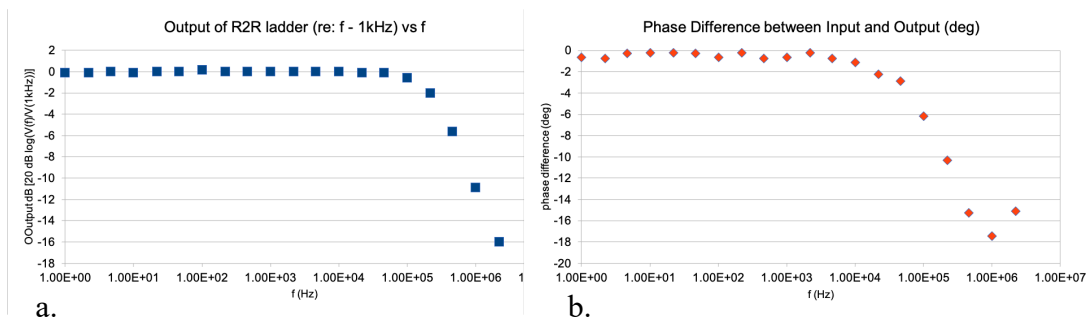 Output of R2R ladder (re: f - 1kHz) vs f
OOutput dB [20 dB log(V(f)/V(1kHz))]
2
0
-2
-4
-6
-8
-10
-12
-14
-16
-18
1.00E+00 1.00E+01 1.00E+02 1.00E+03 1.00E+04 1.00E+05 1.00E+06 1
f (Hz)
a.
Phase Difference between Input and Output (deg)
phase difference (deg)
0
-2
-4
-6
-8
-10
-12
-14
-16
-18
-20
1.00E+00 1.00E+01 1.00E+02 1.00E+03 1.00E+04 1.00E+05 1.00E+06 1.00E+07
f (Hz)
b.